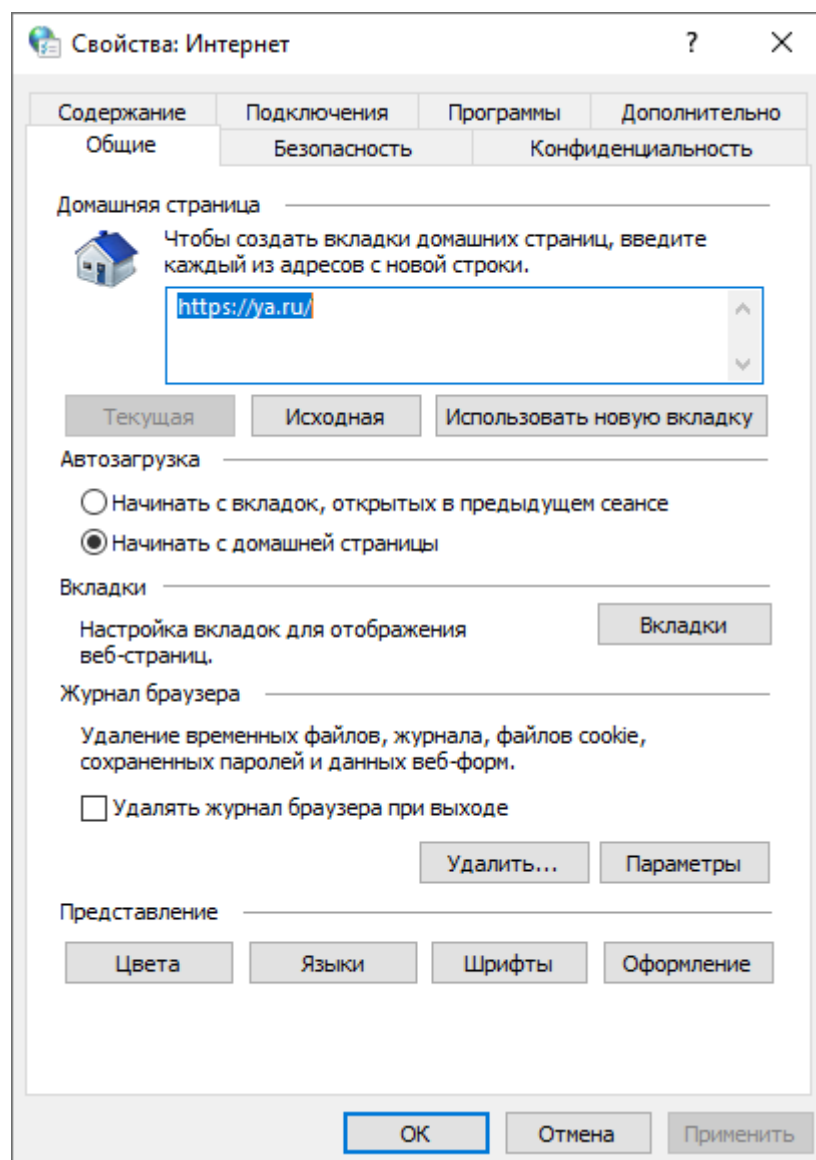 Свойства: Интернет
?
Содержание Подключения Программы Дополнительно
Общие Безопасность Конфиденциальность
Домашняя страница
Чтобы создать вкладки домашних страниц, введите
каждый из адресов с новой строки.
https://ya.ru/
Текущая Исходная Использовать новую вкладку
Автозагрузка
Начинать с вкладок, открытых в предыдущем сеансе
Начинать с домашней страницы
Вкладки
Настройка вкладок для отображения
веб-страниц.
Вкладки
Журнал браузера
Удаление временных файлов, журнала, файлов cookie,
сохраненных паролей и данных веб-форм.
Удалять журнал браузера при выходе
Удалить... Параметры
Представление
Цвета Языки Шрифты Оформление
ОК Отмена Применить